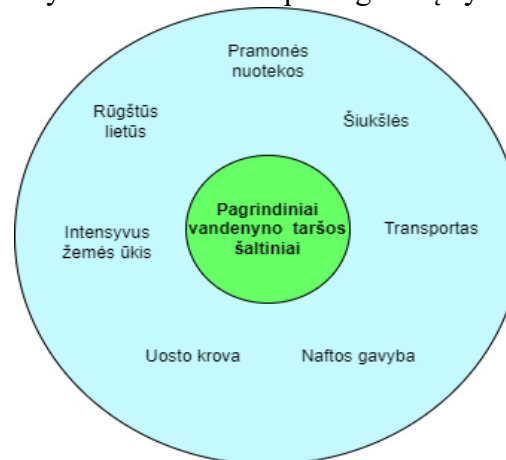 Pramonės
nuotekos
Rūgštūs
lietūs
Šiukšlės
Pagrindiniai
vandenyno taršos
šaltiniai
Intensyvus
žemės ūkis
Transportas
Uosto krova
Naftos gavyba